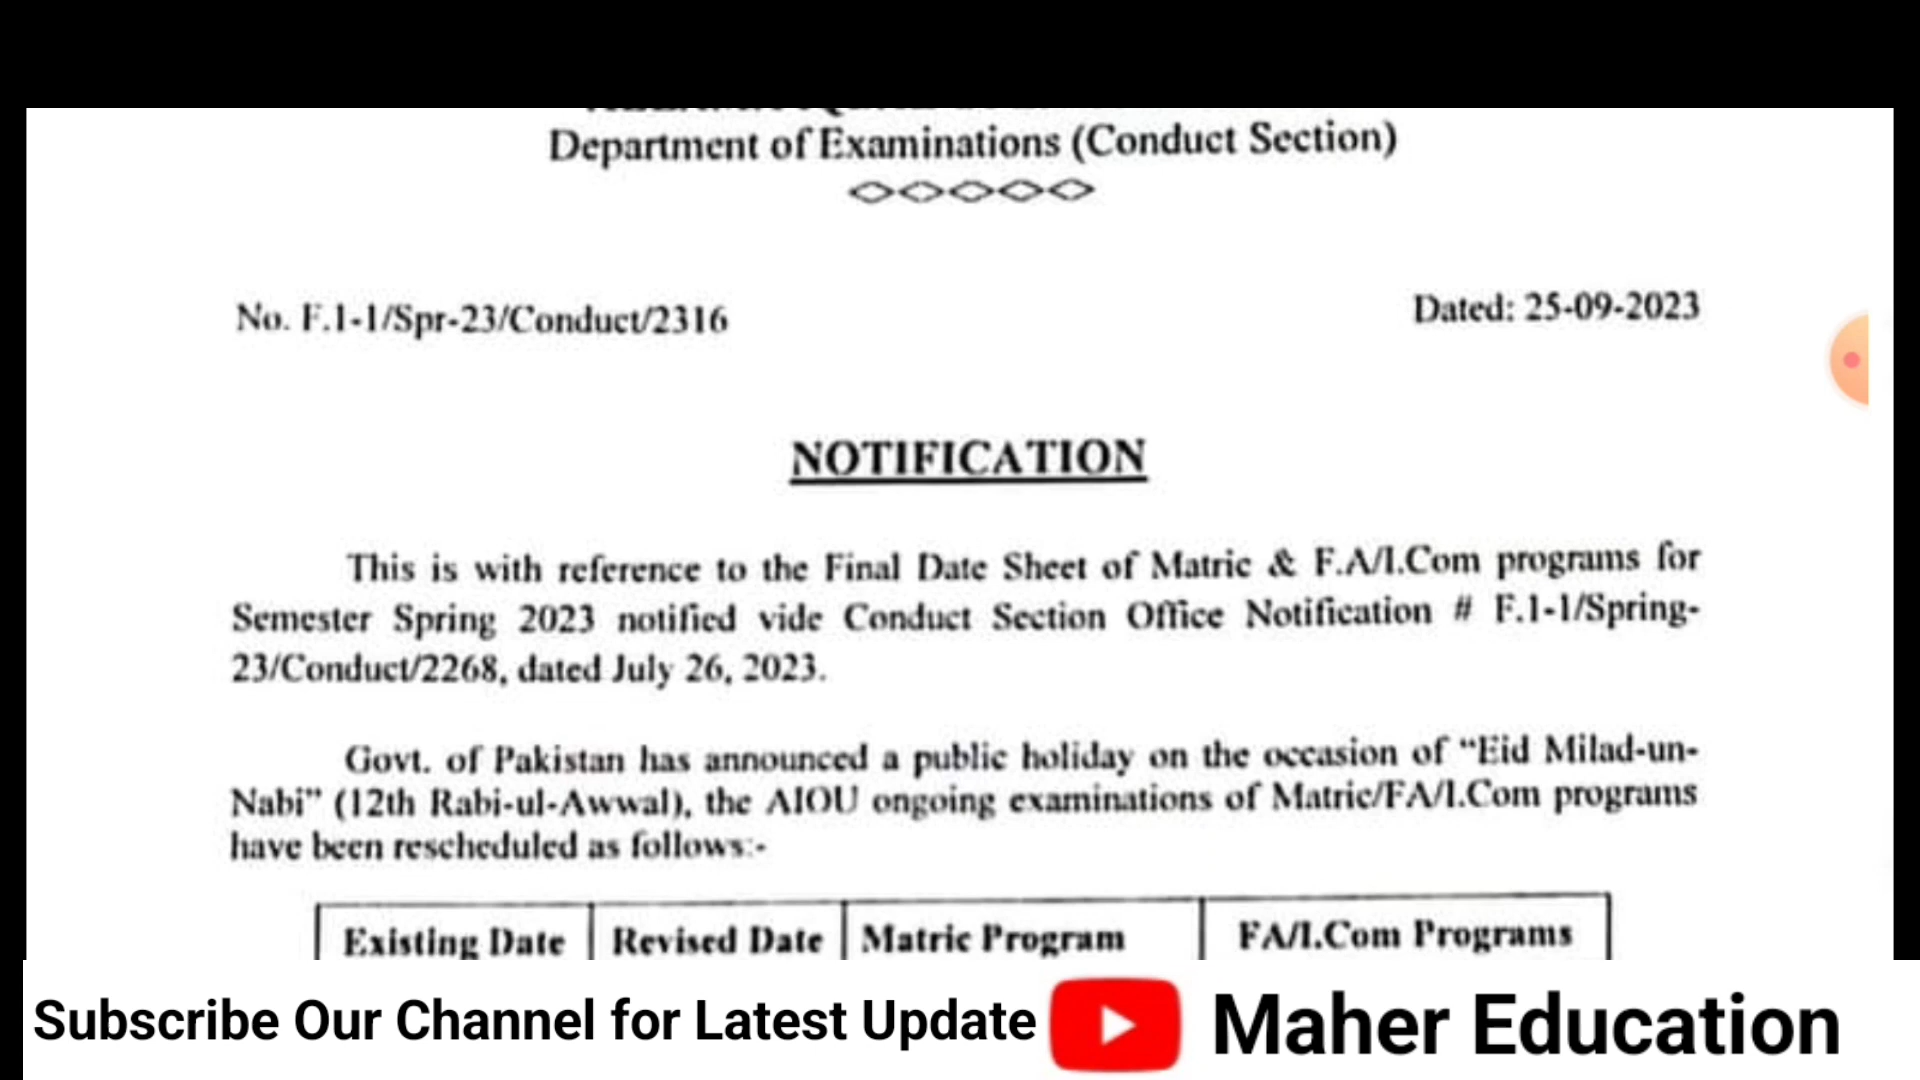 Department of Examinations (Conduct Section)
No. F.1-1/Spr-23/Conduct/2316
Dated: 25-09-2023
NOTIFICATION
This is with reference to the Final Date Sheet of Matric & F.A/I.Com programs for
Semester Spring 2023 notified vide Conduct Section Office Notification # F.1-1/Spring-
23/Conduct/2268, dated July 26, 2023.
Govt. of Pakistan has announced a public holiday on the occasion of “Eid Milad-un-
Nabi” (12th Rabi-ul-Awwal), the AIOU ongoing examinations of Matric/FA/I.Com programs
have been rescheduled as follows:-
Existing Date Revised Date Matric Program FA/I.Com Programs
Subscribe Our Channel for Latest Update Maher Education